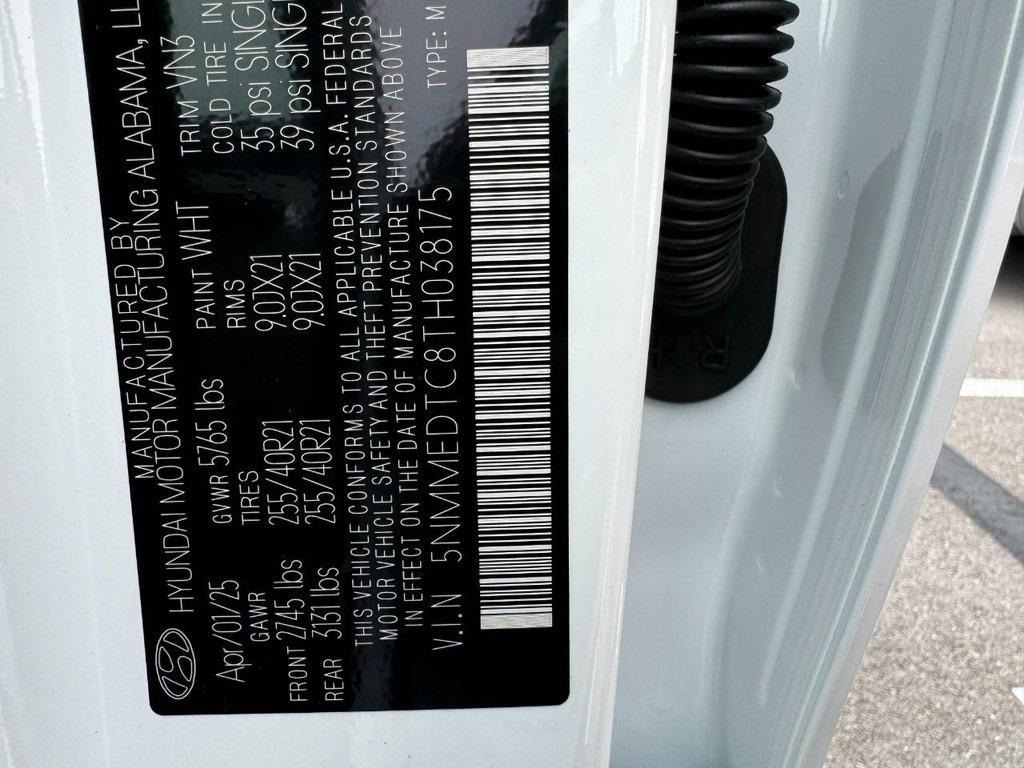 MANUFACTURED BY
HYUNDAI MOTOR MANUFACTURING ALABAMA, LL
Apr/01/25 GVWR 5765 lbs PAINT WHT TRIM VN3
GAWR TIRES RIMS COLD TIRE IN
FRONT 2745 lbs 255/40R21 9.0JX21 35 psi SINGL
REAR 3131 lbs 255/40R21 9.0JX21 39 psi SINGL
THIS VEHICLE CONFORMS TO ALL APPLICABLE U.S.A. FEDERAL
MOTOR VEHICLE SAFETY AND THEFT PREVENTION STANDARDS
IN EFFECT ON THE DATE OF MANUFACTURE SHOWN ABOVE
V.I.N 5NMMEDTC8TH038175 TYPE: M